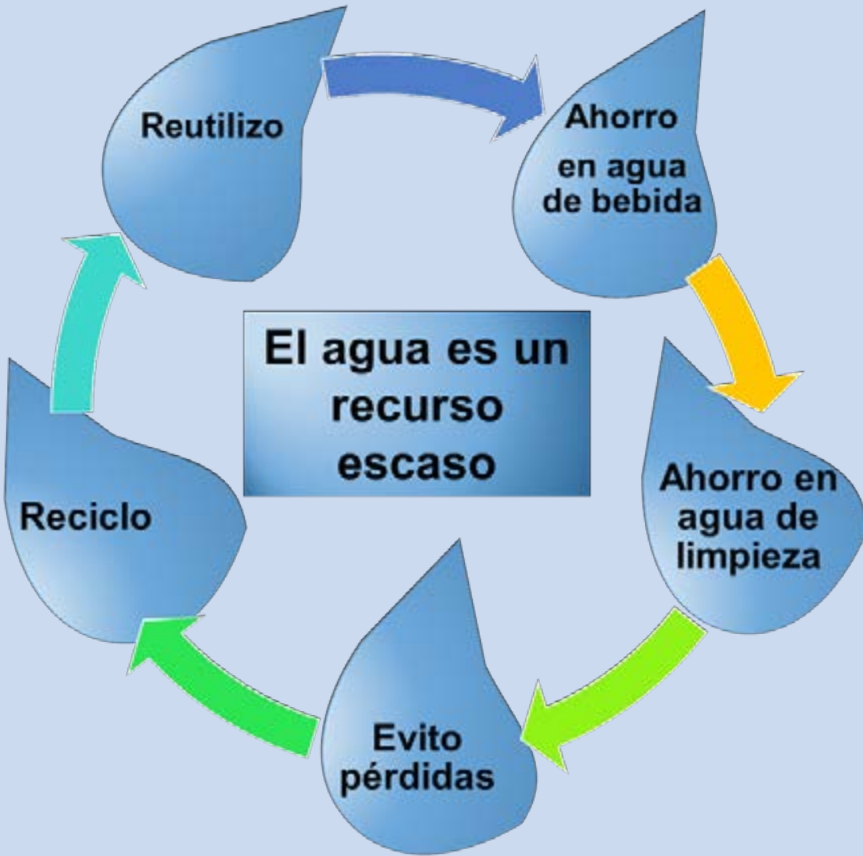 Reutilizo
Ahorro
en agua
de bebida
El agua es un
recurso
escaso
Ahorro en
agua de
limpieza
Reciclo
Evito
pérdidas